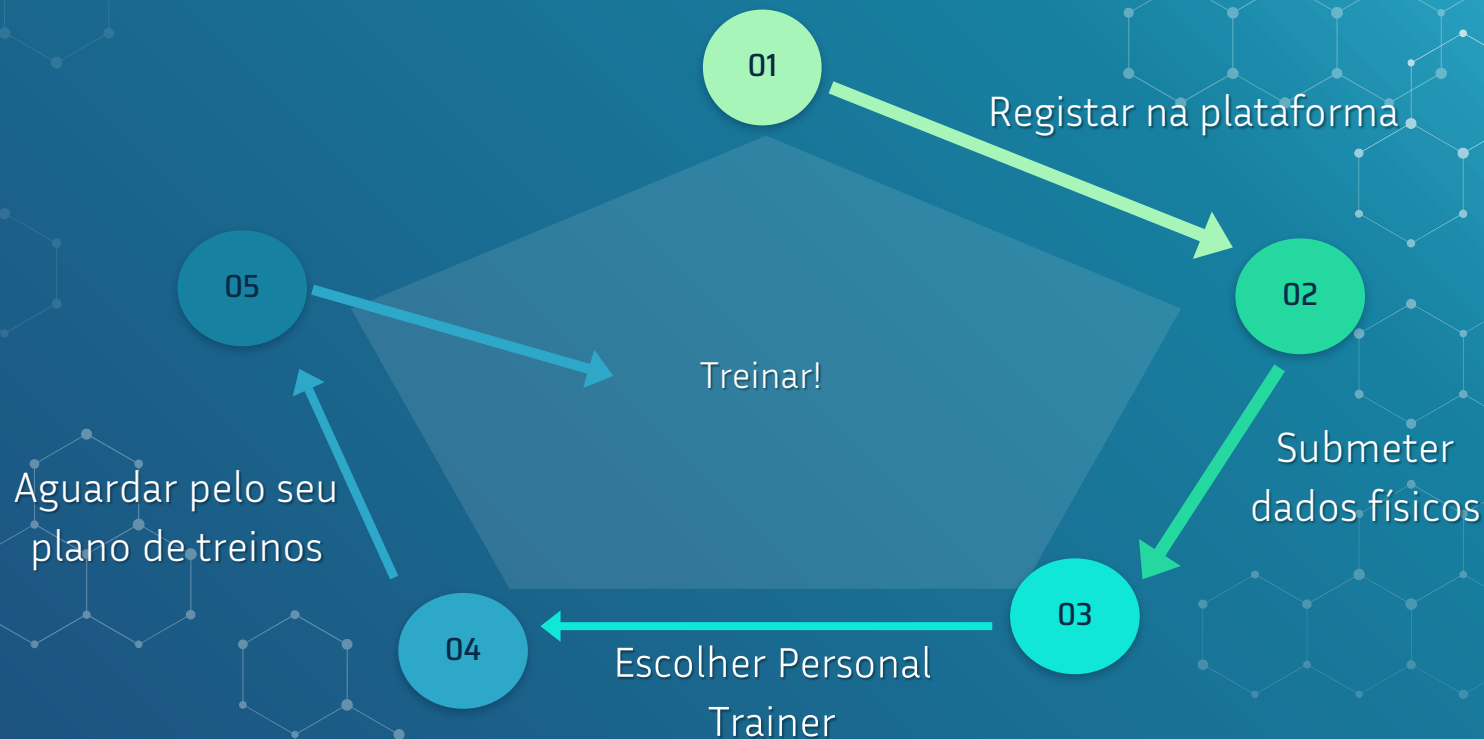 01
Registar na plataforma
02
Submeter
dados físicos
03
Escolher Personal
Trainer
04
Aguardar pelo seu
plano de treinos
05
Treinar!